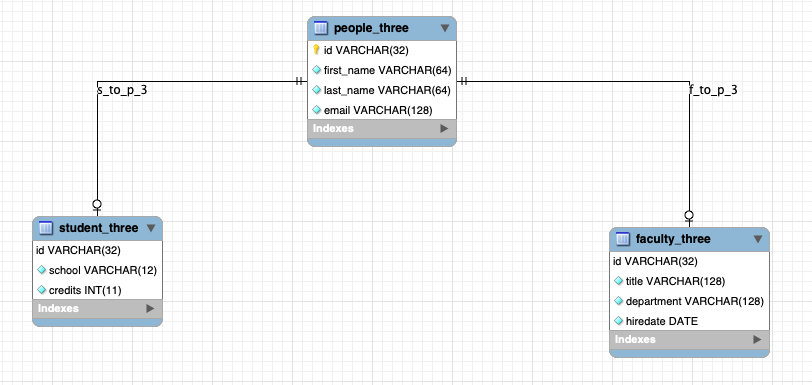 people_three
id VARCHAR(32)
first_name VARCHAR(64)
last_name VARCHAR(64)
email VARCHAR(128)
Indexes
s_to_p_3
f_to_p_3
student_three
id VARCHAR(32)
school VARCHAR(12)
credits INT(11)
Indexes
faculty_three
id VARCHAR(32)
title VARCHAR(128)
department VARCHAR(128)
hiredate DATE
Indexes